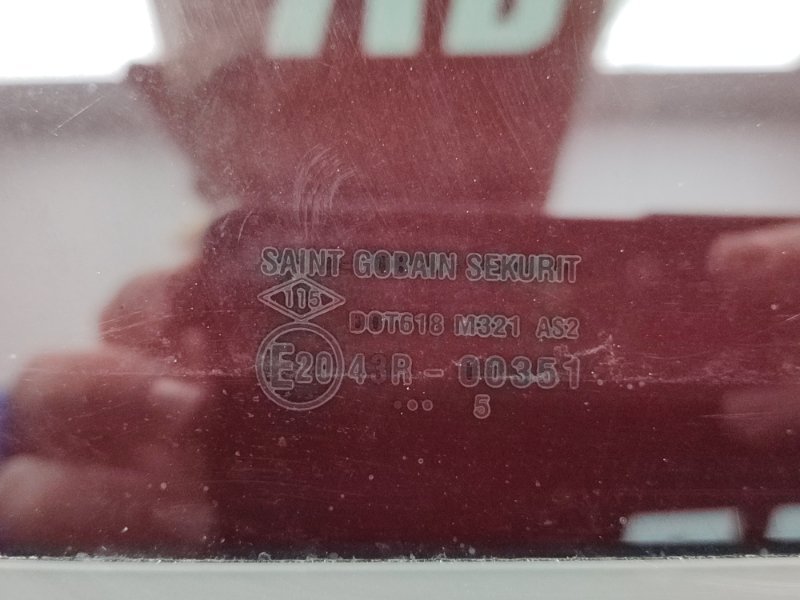 SAINT GOBAIN SEKURIT
115
DOT618 M321 AS2
E20 43R - 00351
••• 5